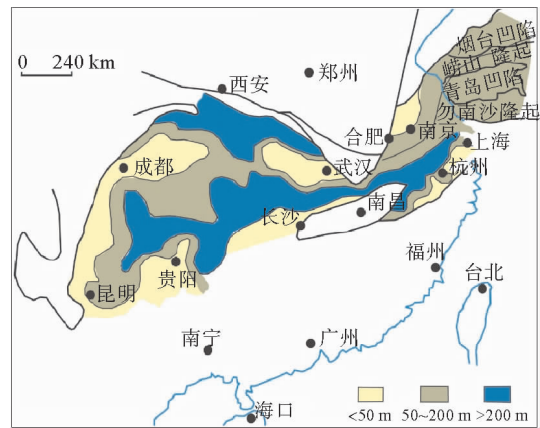 0 240 km
烟台凹陷
崂山 隆起
青岛凹陷
勿南沙隆起
郑州
西安
合肥
南京
上海
成都
武汉
杭州
长沙
南昌
福州
台北
贵阳
昆明
南宁
广州
海口
<50 m 50~200 m >200 m